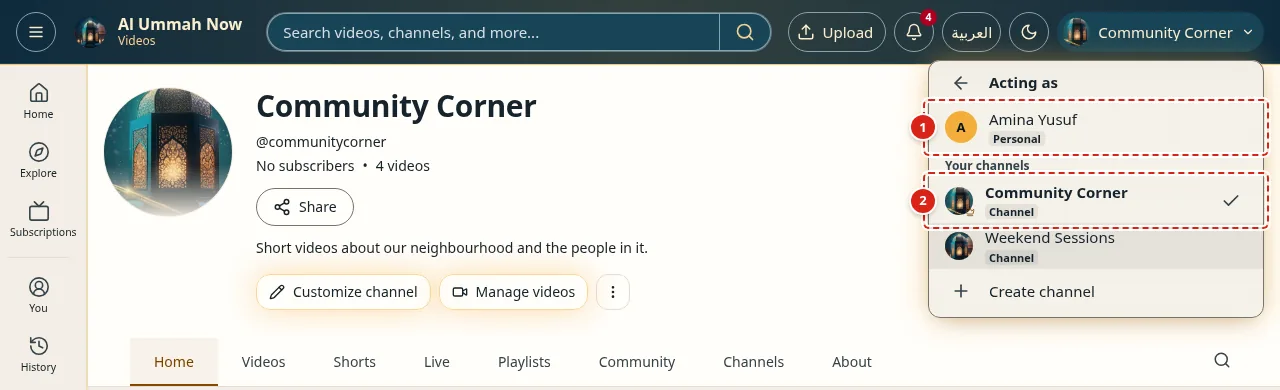 Al Ummah Now
Videos
Search videos, channels, and more...
Upload
4
العربية
Community Corner
Home
Explore
Subscriptions
You
History
Community Corner
@communitycorner
No subscribers • 4 videos
Share
Short videos about our neighbourhood and the people in it.
Customize channel
Manage videos
Home
Videos
Shorts
Live
Playlists
Community
Channels
About
Acting as
1
A
Amina Yusuf
Personal
Your channels
2
Community Corner
Channel
Weekend Sessions
Channel
Create channel